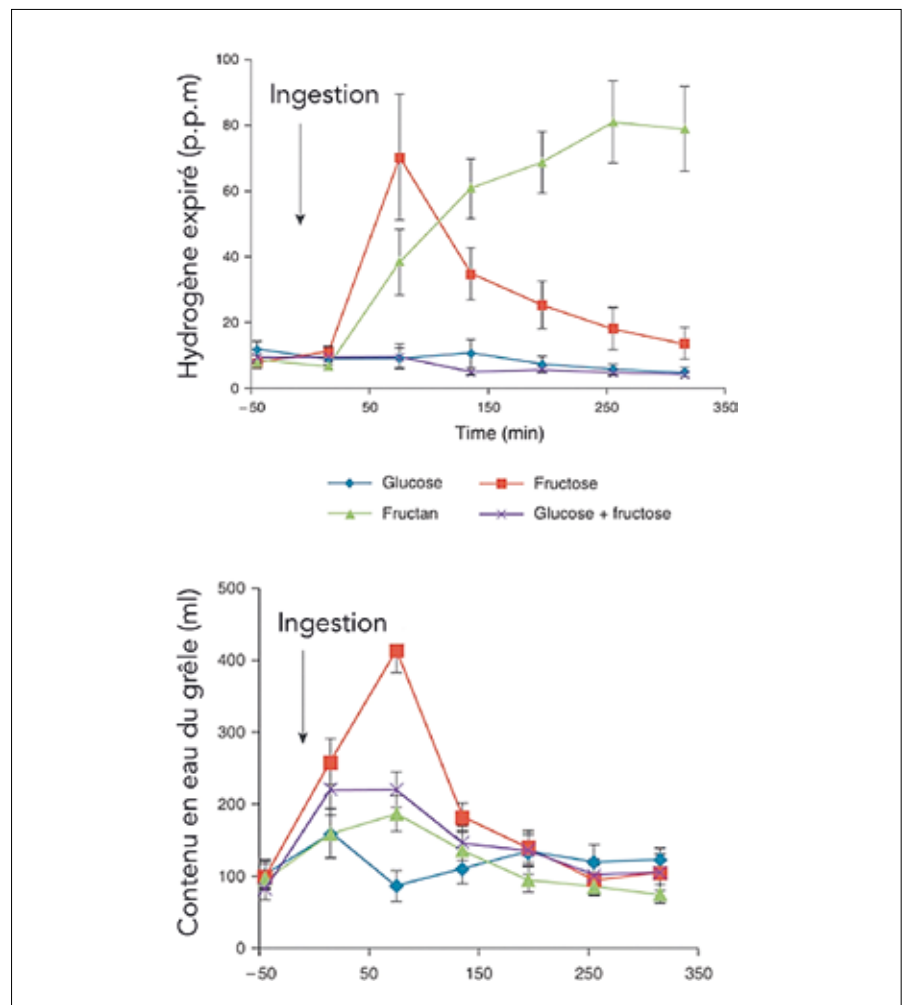 Hydrogène expiré (p.p.m)
100
80
60
40
20
0
Ingestion
−50
50
150
250
350
Time (min)
Glucose
Fructose
Fructan
Glucose + fructose
Contenu en eau du grêle (ml)
500
400
300
200
100
0
Ingestion
−50
50
150
250
350